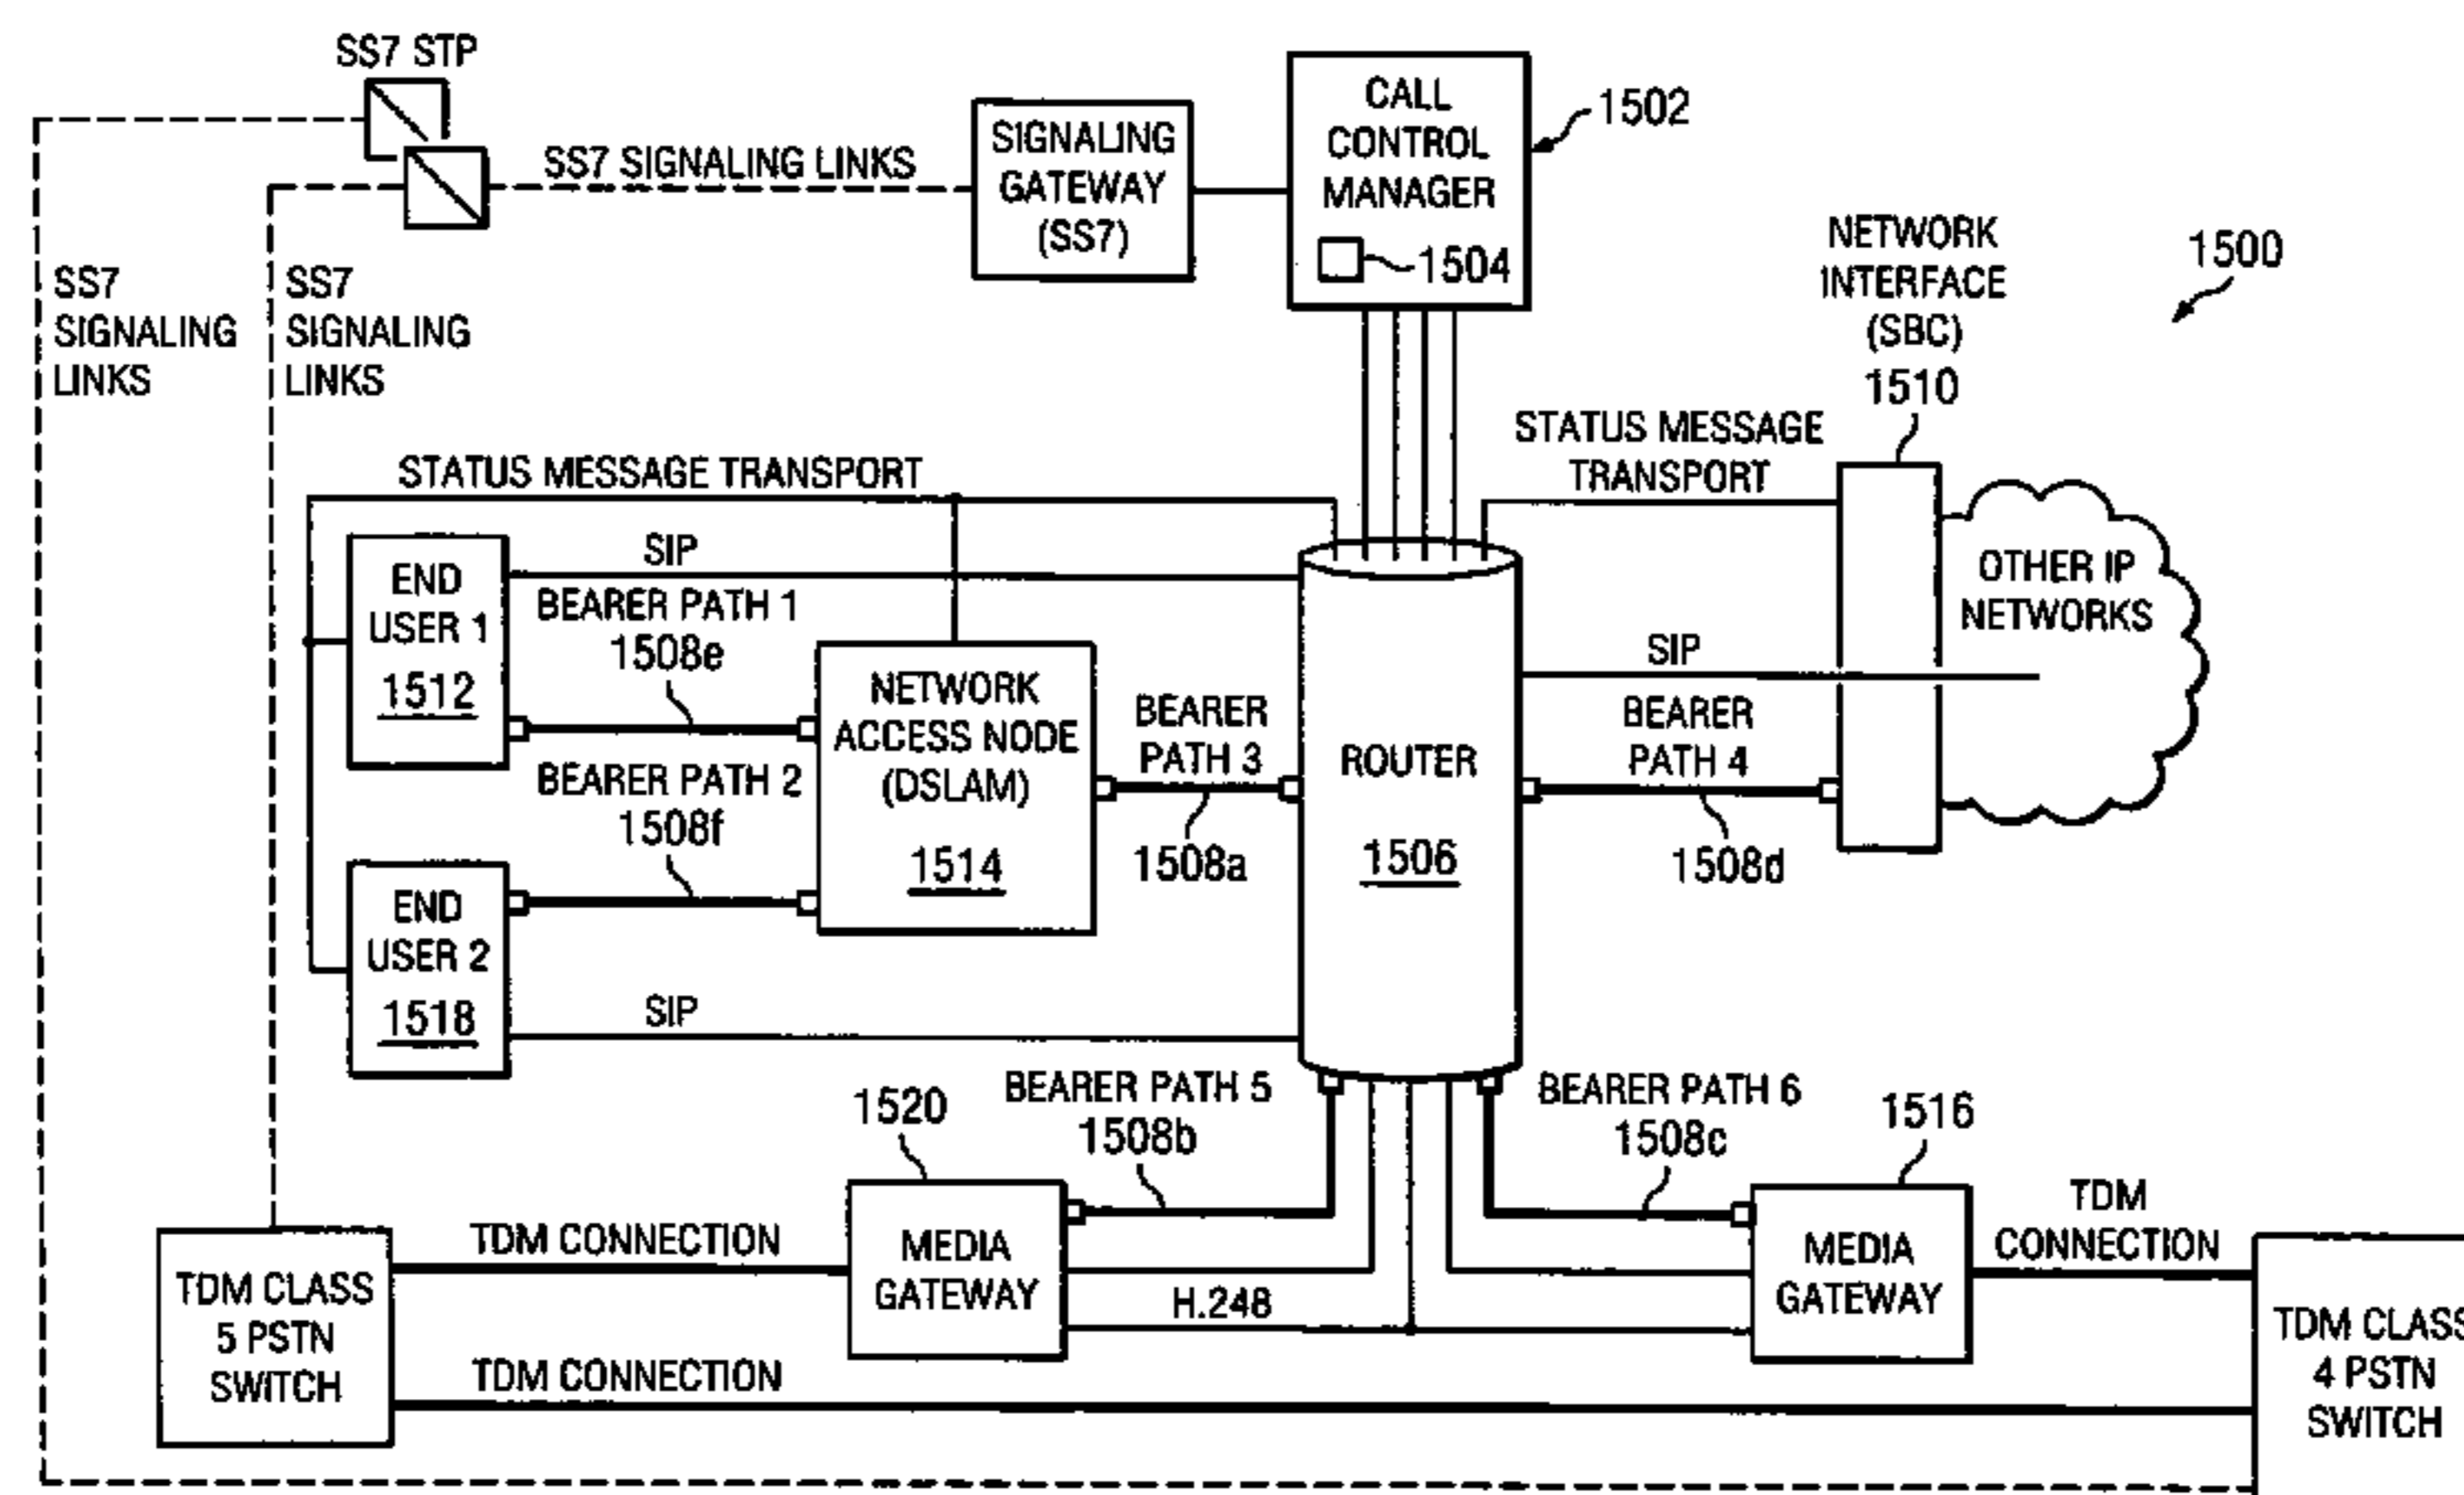 SS7 STP
SS7 SIGNALING LINKS
SIGNALING
GATEWAY
(SS7)
CALL
CONTROL
MANAGER
1504
1502
NETWORK
INTERFACE
(SBC)
1510
1500
SS7
SIGNALING
LINKS
SS7
SIGNALING
LINKS
STATUS MESSAGE TRANSPORT
STATUS MESSAGE
TRANSPORT
END
USER 1
1512
SIP
BEARER PATH 1
1508e
BEARER PATH 2
1508f
NETWORK
ACCESS NODE
(DSLAM)
1514
BEARER
PATH 3
1508a
ROUTER
1506
SIP
BEARER
PATH 4
1508d
OTHER IP
NETWORKS
END
USER 2
1518
SIP
BEARER PATH 5
1508b
BEARER PATH 6
1508c
1520
1516
TDM CLASS
5 PSTN
SWITCH
TDM CONNECTION
TDM CONNECTION
MEDIA
GATEWAY
H.248
MEDIA
GATEWAY
TDM
CONNECTION
TDM CLASS
4 PSTN
SWITCH